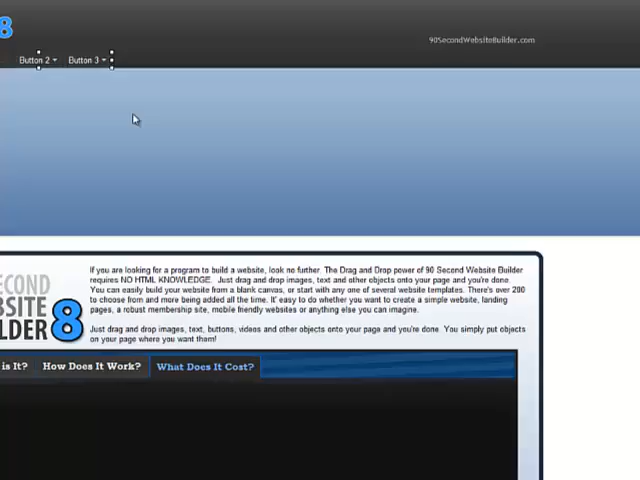 8
90SecondWebsiteBuilder.com
Button 2 Button 3
If you are looking for a program to build a website, look no further. The Drag and Drop power of 90 Second Website Builder
requires NO HTML KNOWLEDGE. Just drag and drop images, text and other objects onto your page and you're done.
You can easily build your website from a blank canvas, or start with any one of several website templates. There's over 200
to choose from and more being added all the time. It' easy to do whether you want to create a simple website, landing
pages, a robust membership site, mobile friendly websites or anything else you can imagine.
Just drag and drop images, text, buttons, videos and other objects onto your page and you're done. You simply put objects
on your page where you want them!
ECOND
BSITE
LDER 8
is It? How Does It Work? What Does It Cost?